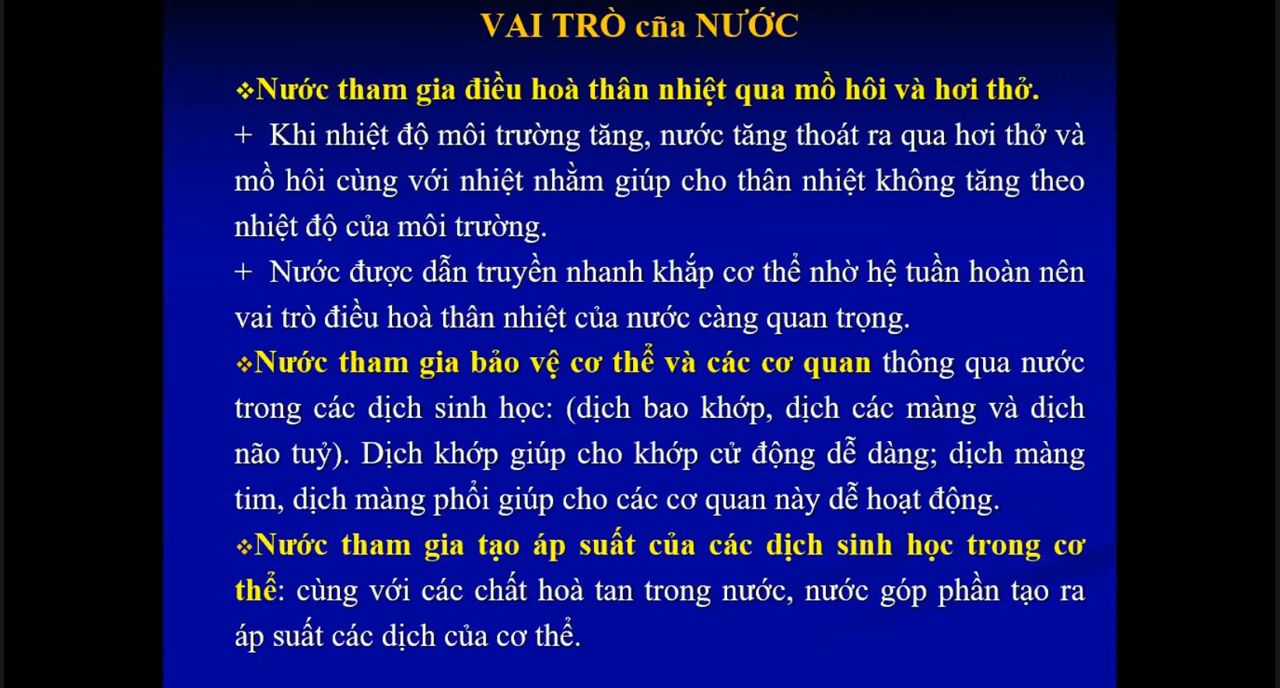 VAI TRÒ cña NƯỚC
❖Nước tham gia điều hoà thân nhiệt qua mồ hôi và hơi thở.
+ Khi nhiệt độ môi trường tăng, nước tăng thoát ra qua hơi thở và
mồ hôi cùng với nhiệt nhằm giúp cho thân nhiệt không tăng theo
nhiệt độ của môi trường.
+ Nước được dẫn truyền nhanh khắp cơ thể nhờ hệ tuần hoàn nên
vai trò điều hoà thân nhiệt của nước càng quan trọng.
❖Nước tham gia bảo vệ cơ thể và các cơ quan thông qua nước
trong các dịch sinh học: (dịch bao khớp, dịch các màng và dịch
não tuỷ). Dịch khớp giúp cho khớp cử động dễ dàng; dịch màng
tim, dịch màng phổi giúp cho các cơ quan này dễ hoạt động.
❖Nước tham gia tạo áp suất của các dịch sinh học trong cơ
thể: cùng với các chất hoà tan trong nước, nước góp phần tạo ra
áp suất các dịch của cơ thể.